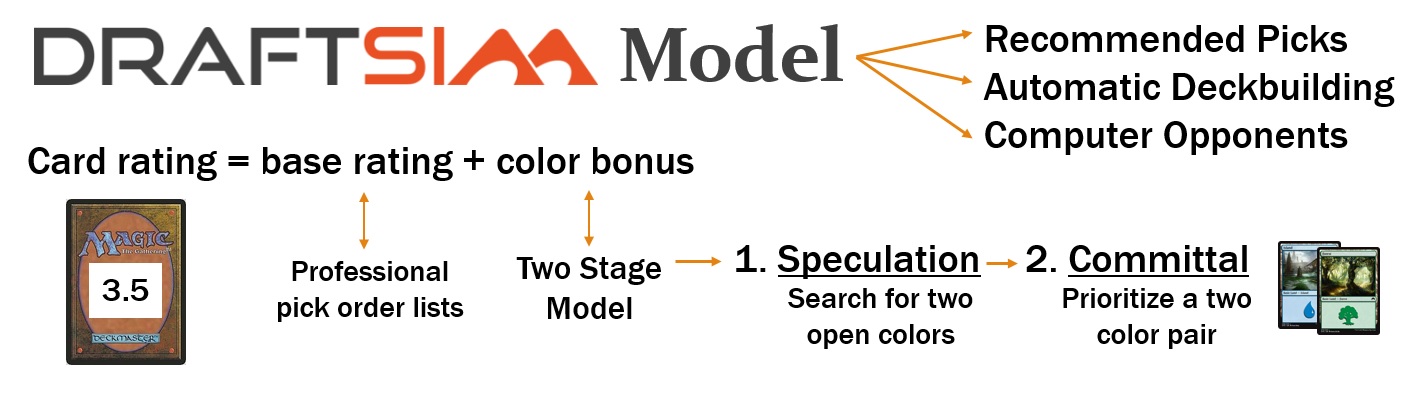 DRAFTSIM Model
Recommended Picks
Automatic Deckbuilding
Computer Opponents
Card rating = base rating + color bonus
MAGIC
The Gathering
3.5
DECKMASTER
Professional
pick order lists
Two Stage
Model
1. Speculation
Search for two
open colors
2. Committal
Prioritize a two
color pair